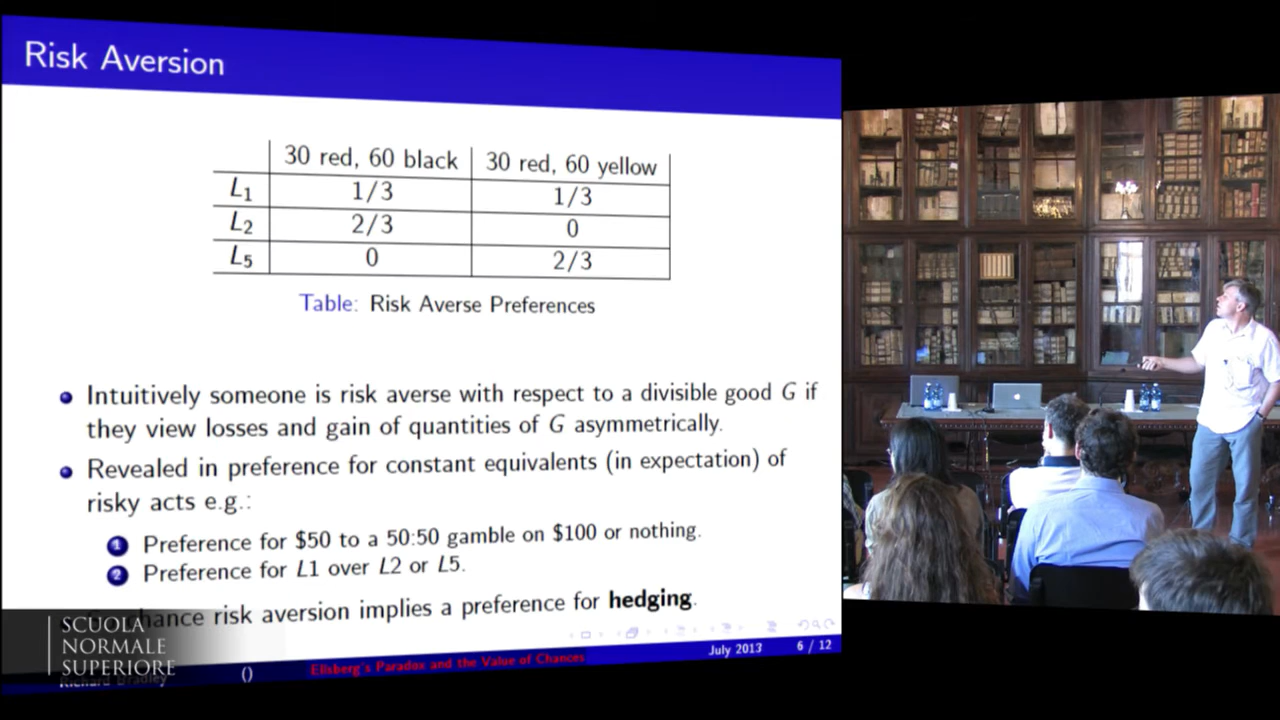 Risk Aversion
30 red, 60 black 30 red, 60 yellow
L1 1/3 1/3
L2 2/3 0
L5 0 2/3
Table: Risk Averse Preferences
Intuitively someone is risk averse with respect to a divisible good G if
they view losses and gain of quantities of G asymmetrically.
Revealed in preference for constant equivalents (in expectation) of
risky acts e.g.:
1 Preference for $50 to a 50:50 gamble on $100 or nothing.
2 Preference for L1 over L2 or L5.
risk aversion implies a preference for hedging.
SCUOLA
NORMALE
SUPERIORE
Richard Bradley () Ellsberg's Paradox and the Value of Chances July 2013 6 / 12